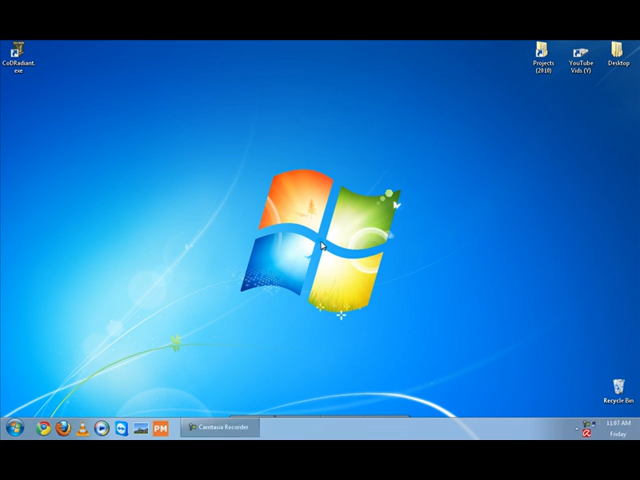 CoDRadiant.
exe
Projects
(2010)
YouTube
Vids (Y)
Desktop
Recycle Bin
PM
Camtasia Recorder
11:07 AM
Friday